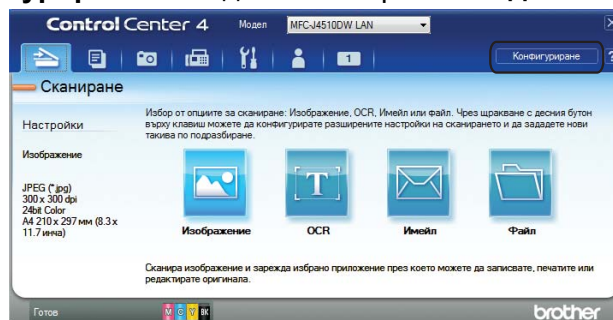 Control Center 4 Модел MFC-J4510DW LAN
1
Конфигуриране ?
Сканиране
Избор от опциите за сканиране: Изображение, OCR, Имейл или файл. Чрез щракване с десния бутон
върху клавиш можете да конфигурирате разширените настройки на сканирането и да зададете нови
такива по подразбиране.
Настройки
Изображение
JPEG (*.jpg)
300 x 300 dpi
24bit Color
A4 210 x 297 мм (8.3 x
11.7 инча)
T
Изображение OCR Имейл Файл
Сканира изображение и зарежда избрано приложение през което можете да записвате, печатите или
редактирате оригинала.
Готов M C Y BK brother